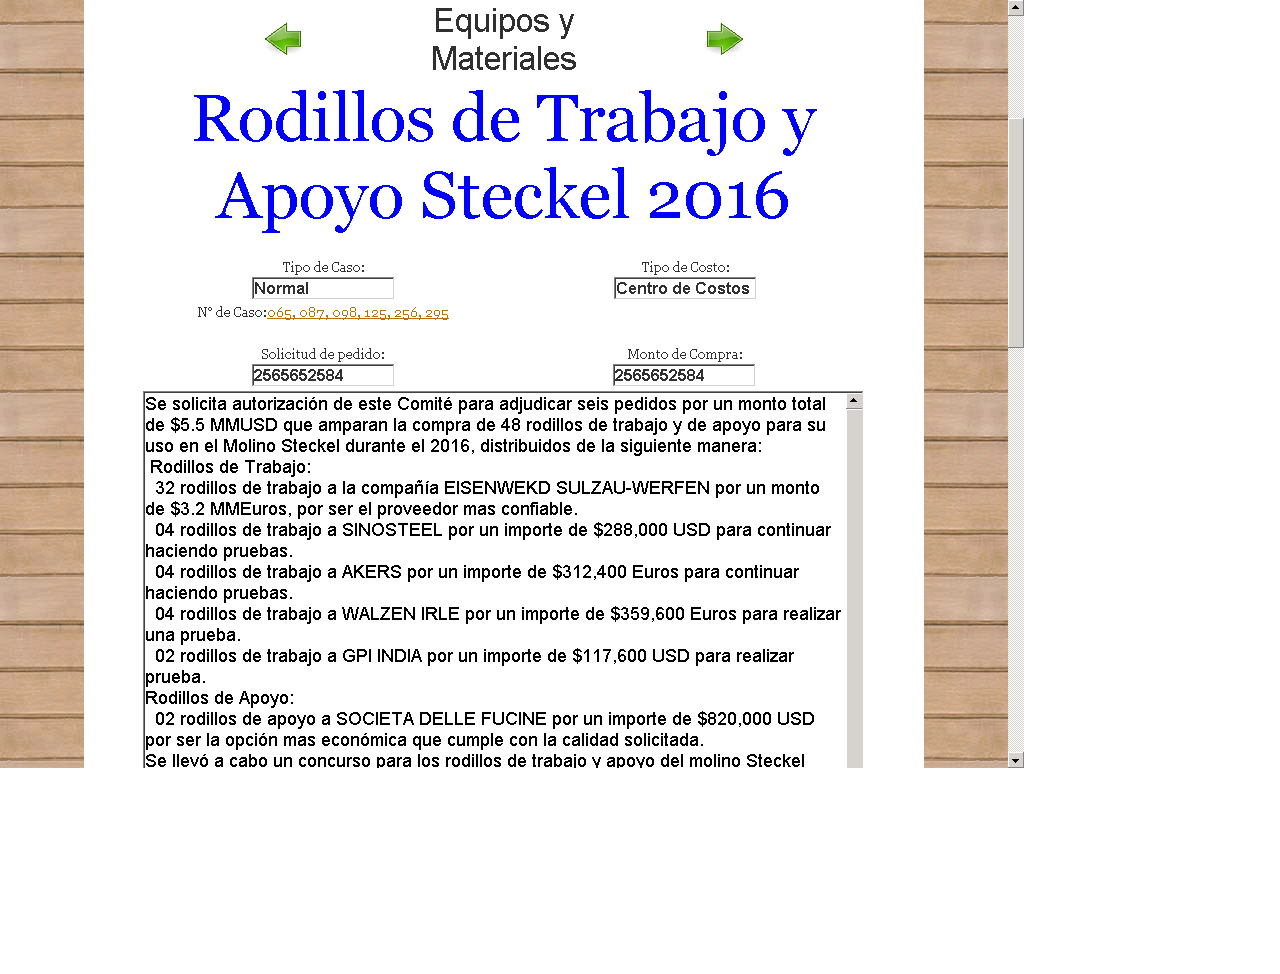 Equipos y
Materiales
Rodillos de Trabajo y
Apoyo Steckel 2016
Tipo de Caso:
Tipo de Costo:
Normal
Centro de Costos
N° de Caso:065, 087, 098, 125, 256, 295
Solicitud de pedido:
Monto de Compra:
2565652584
2565652584
Se solicita autorización de este Comité para adjudicar seis pedidos por un monto total
de $5.5 MMUSD que amparan la compra de 48 rodillos de trabajo y de apoyo para su
uso en el Molino Steckel durante el 2016, distribuidos de la siguiente manera:
Rodillos de Trabajo:
32 rodillos de trabajo a la compañía EISENWEKD SULZAU-WERFEN por un monto
de $3.2 MMEuros, por ser el proveedor mas confiable.
04 rodillos de trabajo a SINOSTEEL por un importe de $288,000 USD para continuar
haciendo pruebas.
04 rodillos de trabajo a AKERS por un importe de $312,400 Euros para continuar
haciendo pruebas.
04 rodillos de trabajo a WALZEN IRLE por un importe de $359,600 Euros para realizar
una prueba.
02 rodillos de trabajo a GPI INDIA por un importe de $117,600 USD para realizar
prueba.
Rodillos de Apoyo:
02 rodillos de apoyo a SOCIETA DELLE FUCINE por un importe de $820,000 USD
por ser la opción mas económica que cumple con la calidad solicitada.
Se llevó a cabo un concurso para los rodillos de trabajo y apoyo del molino Steckel